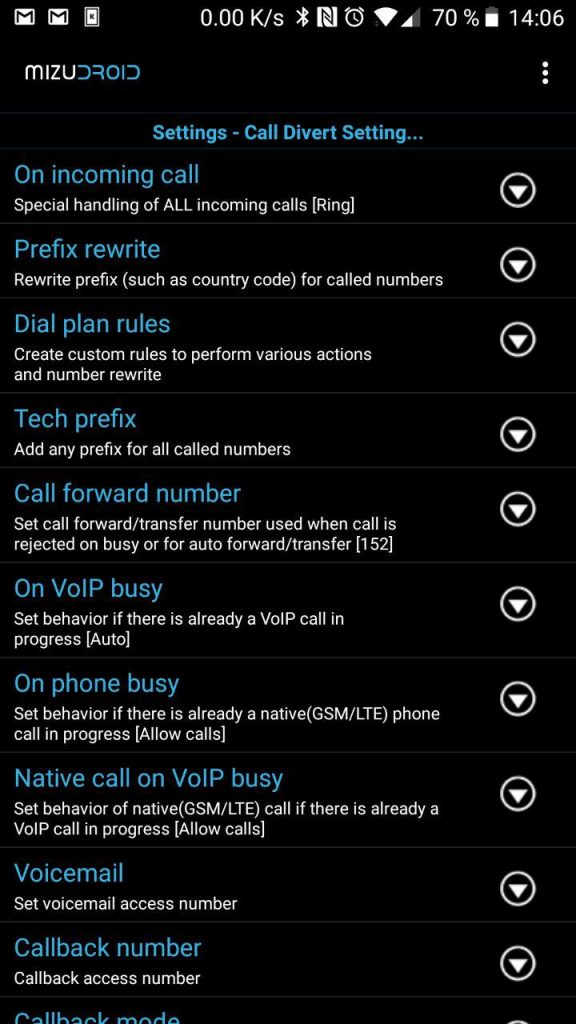 0.00 K/s 70 % 14:06
MIZUDROID
Settings - Call Divert Setting...
On incoming call
Special handling of ALL incoming calls [Ring]
Prefix rewrite
Rewrite prefix (such as country code) for called numbers
Dial plan rules
Create custom rules to perform various actions
and number rewrite
Tech prefix
Add any prefix for all called numbers
Call forward number
Set call forward/transfer number used when call is
rejected on busy or for auto forward/transfer [152]
On VoIP busy
Set behavior if there is already a VoIP call in
progress [Auto]
On phone busy
Set behavior if there is already a native(GSM/LTE) phone
call in progress [Allow calls]
Native call on VoIP busy
Set behavior of native(GSM/LTE) call if there is already a
VoIP call in progress [Allow calls]
Voicemail
Set voicemail access number
Callback number
Callback access number
Callback mode